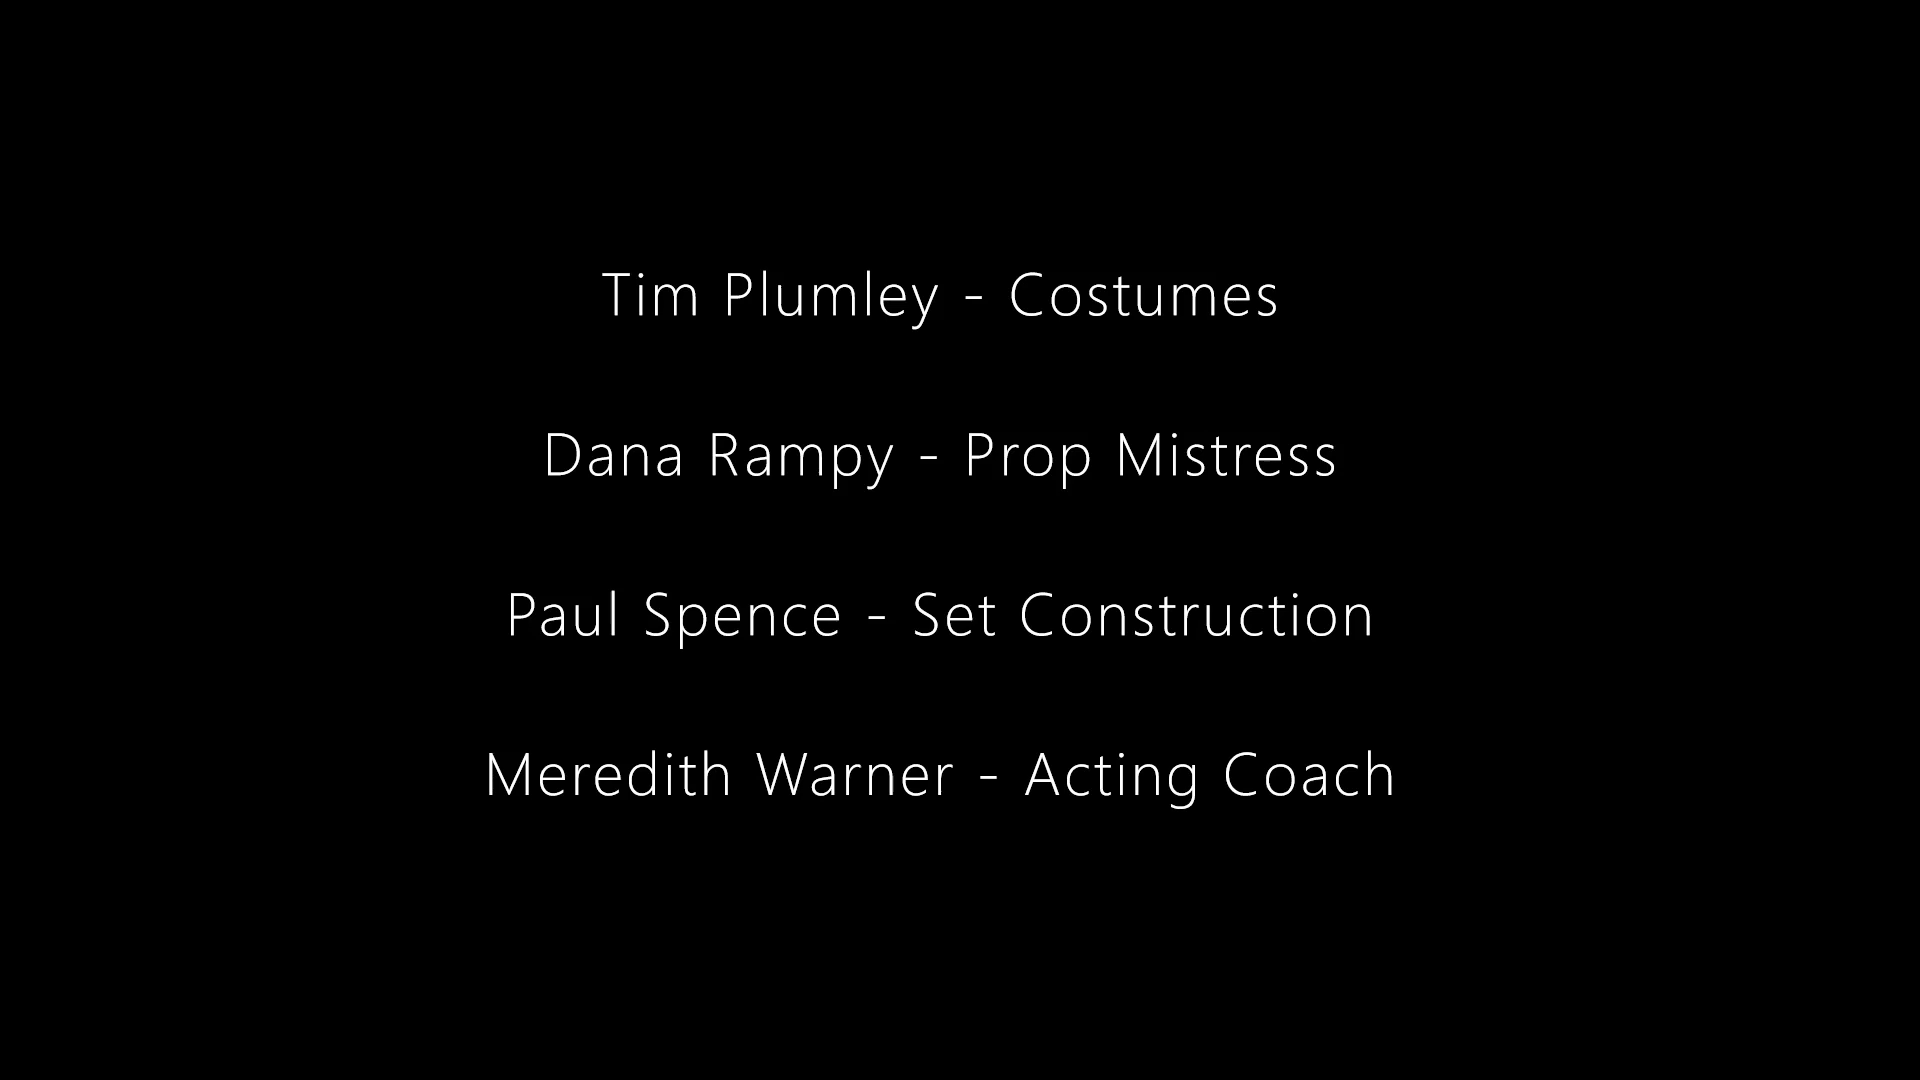 Tim Plumley - Costumes
Dana Rampy - Prop Mistress
Paul Spence - Set Construction
Meredith Warner - Acting Coach